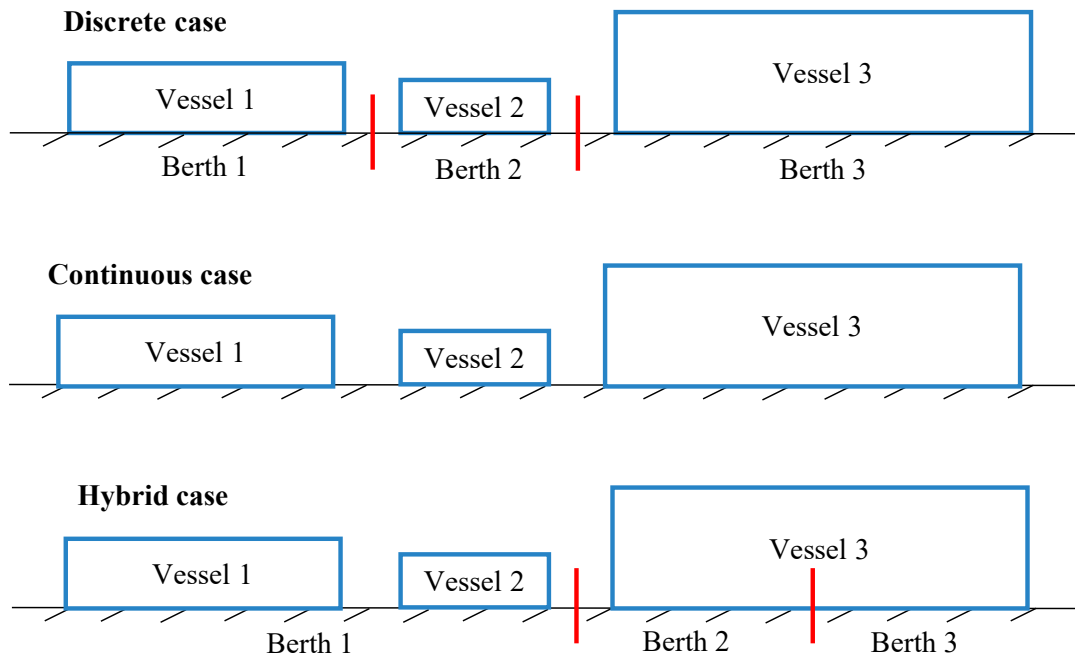 Discrete case
Vessel 1
Vessel 2
Vessel 3
Berth 1
Berth 2
Berth 3
Continuous case
Vessel 1
Vessel 2
Vessel 3
Hybrid case
Vessel 1
Vessel 2
Vessel 3
Berth 1
Berth 2
Berth 3